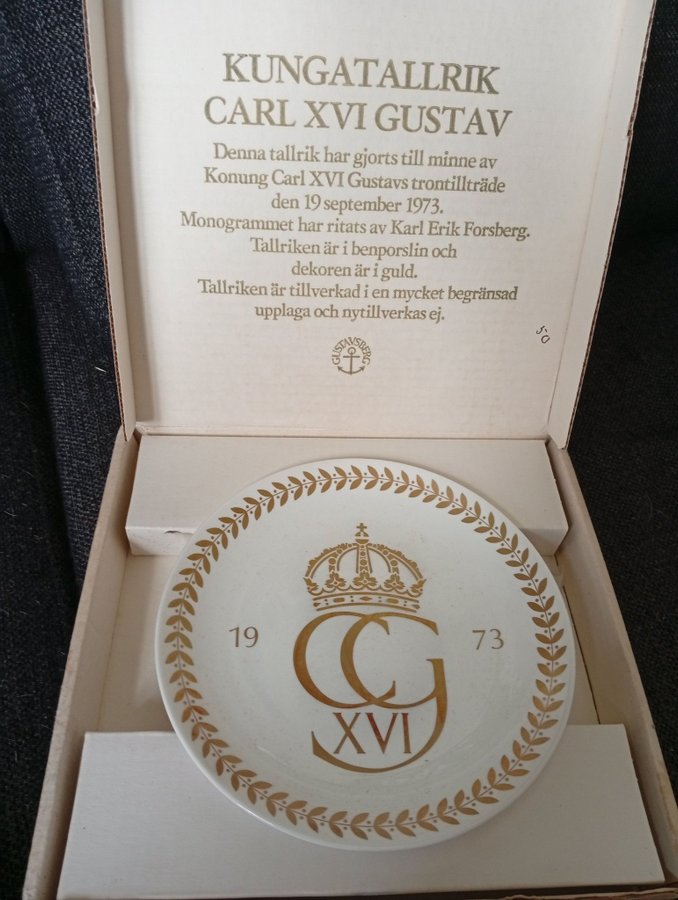 KUNGATALLRIK
CARL XVI GUSTAV
Denna tallrik har gjorts till minne av
Konung Carl XVI Gustavs trontillträde
den 19 september 1973.
Monogrammet har ritats av Karl Erik Forsberg.
Tallriken är i benporslin och
dekoren är i guld.
Tallriken är tillverkad i en mycket begränsad
upplaga och nytillverkas ej.
50
GUSTAVSBERG
19 CG 73
XVI